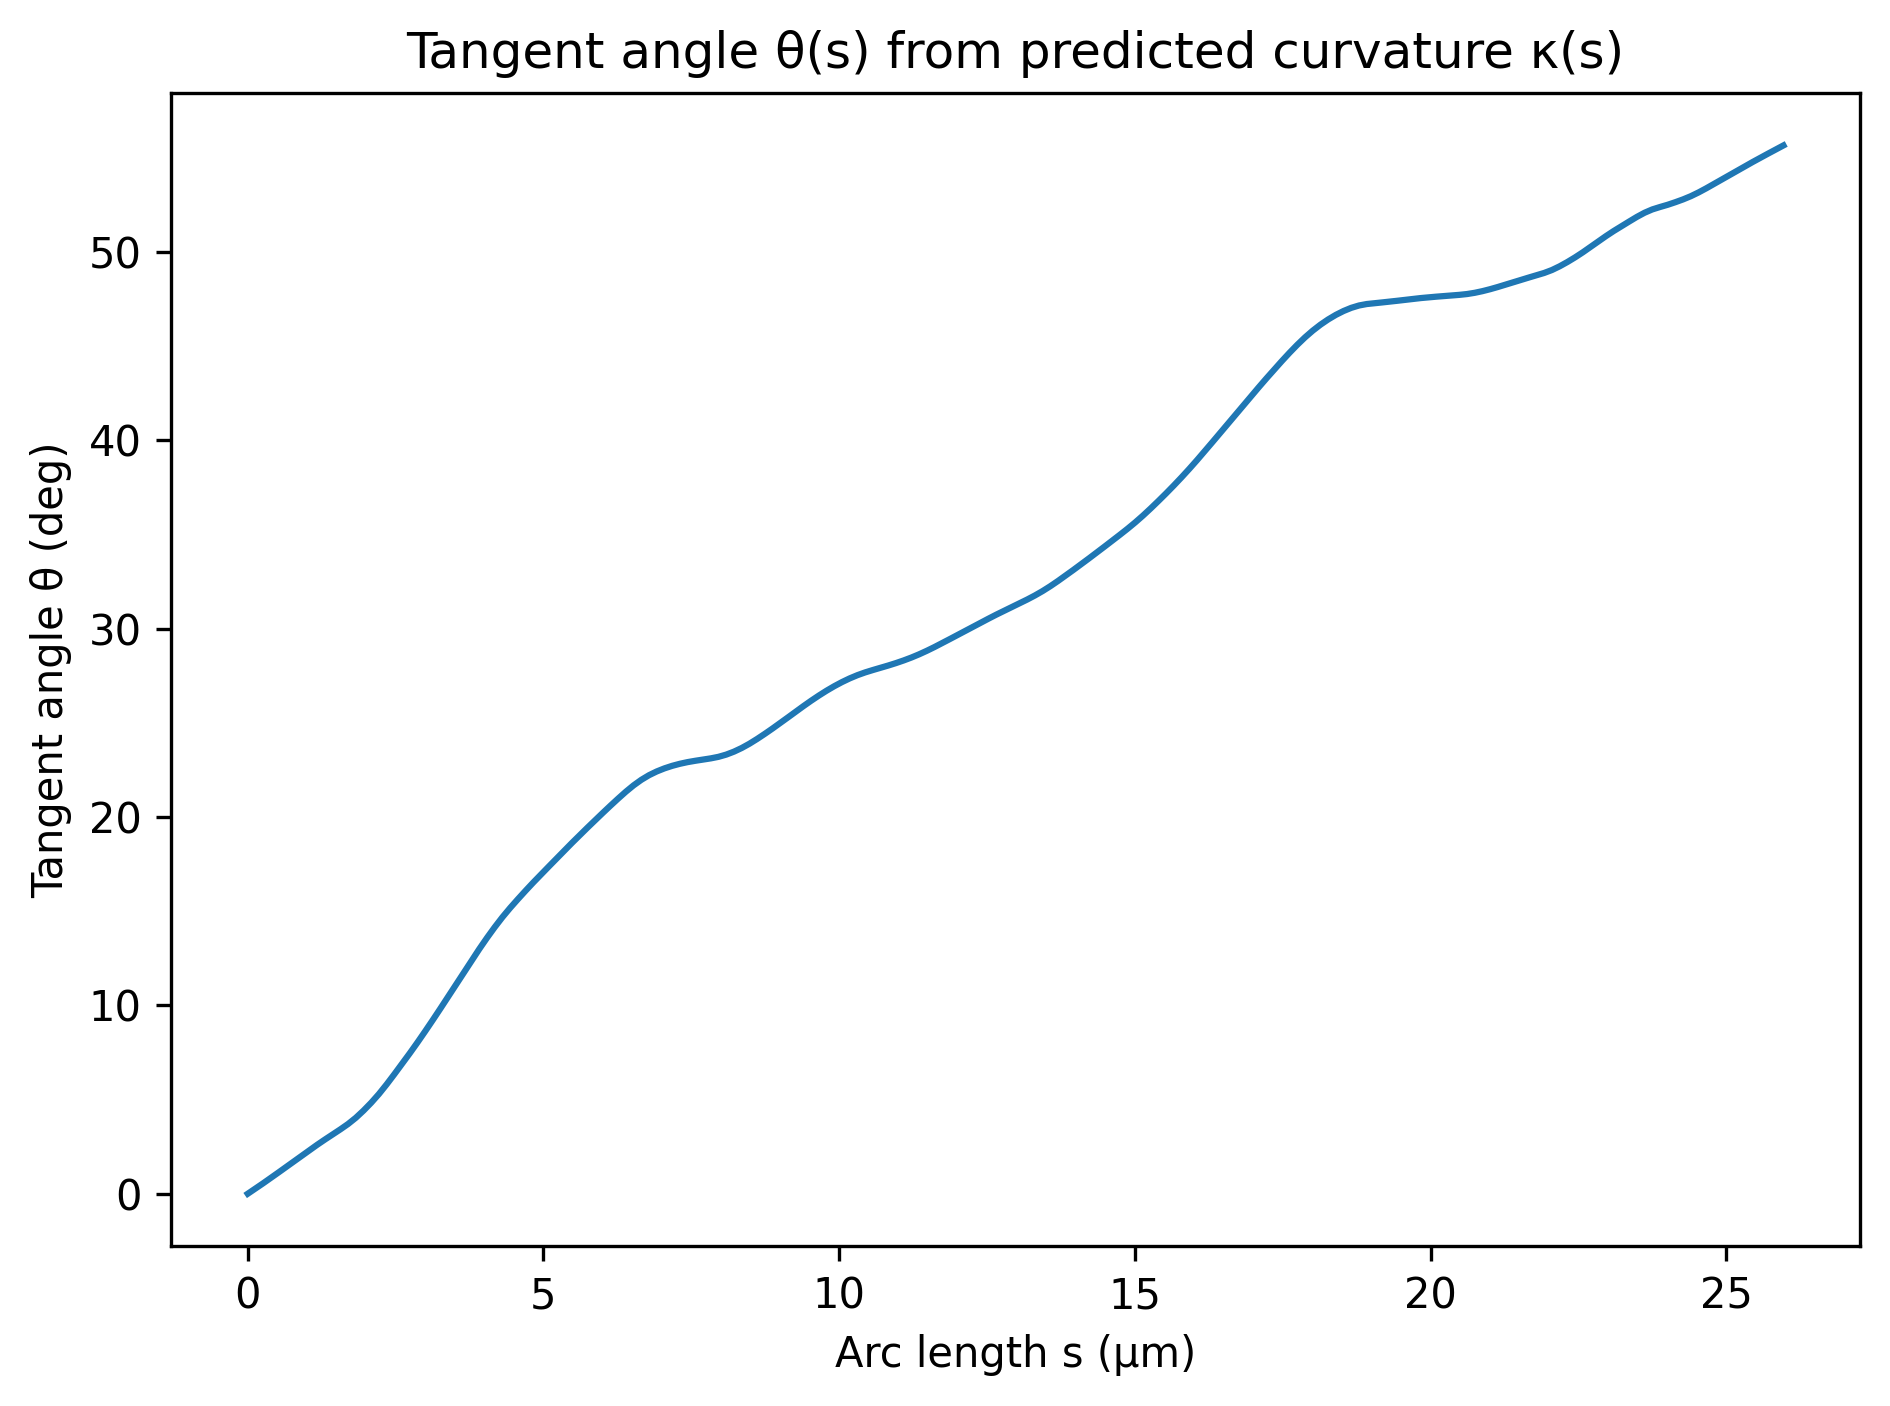 Tangent angle θ(s) from predicted curvature κ(s)
Tangent angle θ (deg)
50
40
30
20
10
0
0 5 10 15 20 25
Arc length s (μm)